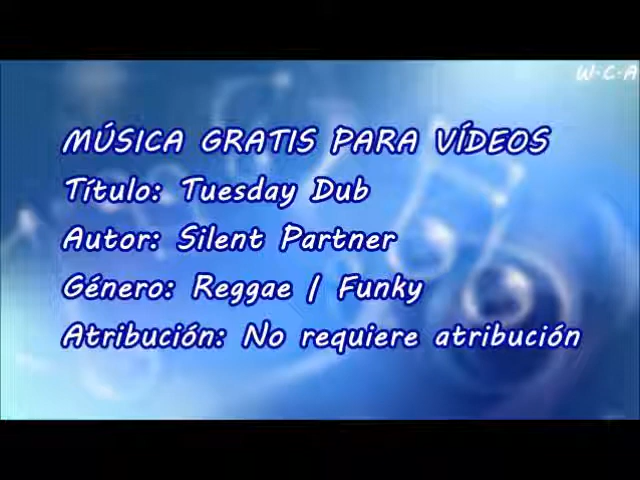 W-C-A
MÚSICA GRATIS PARA VÍDEOS
Título: Tuesday Dub
Autor: Silent Partner
Género: Reggae / Funky
Atribución: No requiere atribución